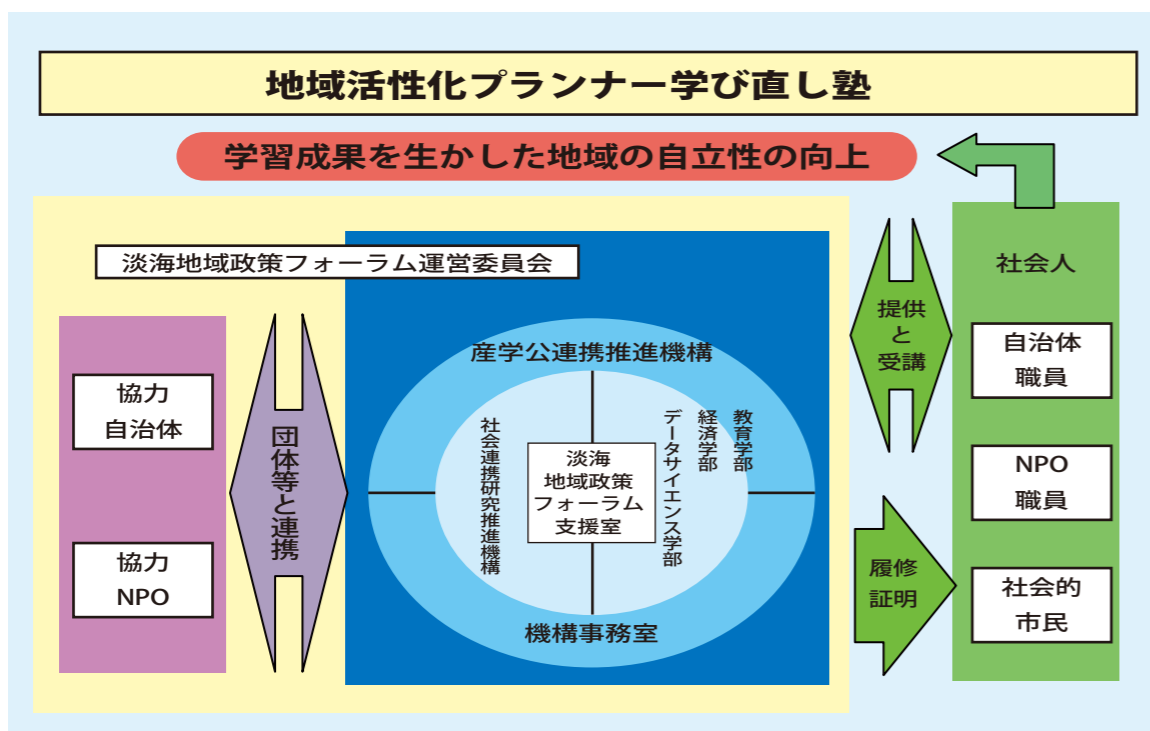 地域活性化プランナー学び直し塾
学習成果を生かした地域の自立性の向上
淡海地域政策フォーラム運営委員会
協力
自治体
協力
NPO
団体等と連携
産学公連携推進機構
社会連携研究推進機構
淡海
地域政策
フォーラム
支援室
教育学部
経済学部
データサイエンス学部
機構事務室
提供
と
受講
履修
証明
社会人
自治体
職員
NPO
職員
社会的
市民